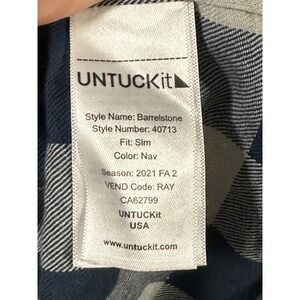 UNTUCKit
Style Name: Barrelstone
Style Number: 40713
Fit: Slm
Color: Nav
Season: 2021 FA 2
VEND Code: RAY
CA62799
UNTUCKit
USA
www.untuckit.com